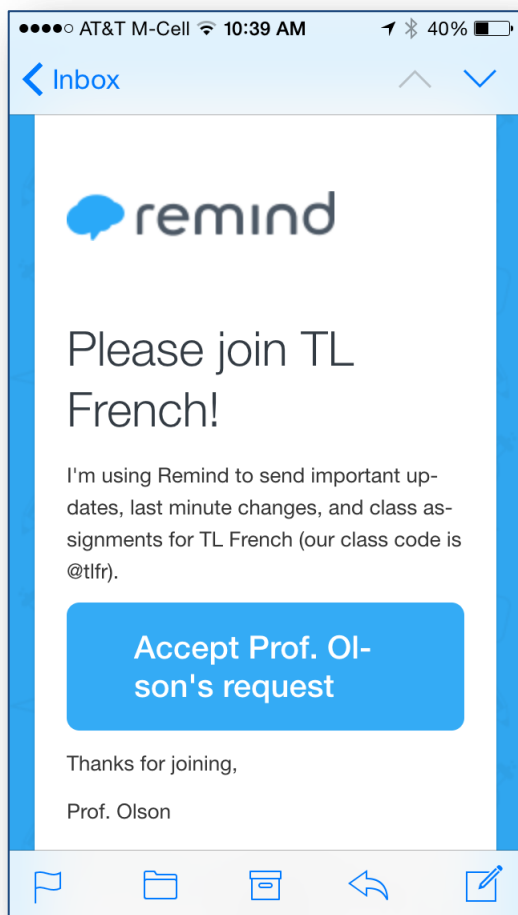 AT&T M-Cell 10:39 AM 40%
Inbox
remind
Please join TL
French!
I'm using Remind to send important up-
dates, last minute changes, and class as-
signments for TL French (our class code is
@tlfr).
Accept Prof. Ol-
son's request
Thanks for joining,
Prof. Olson